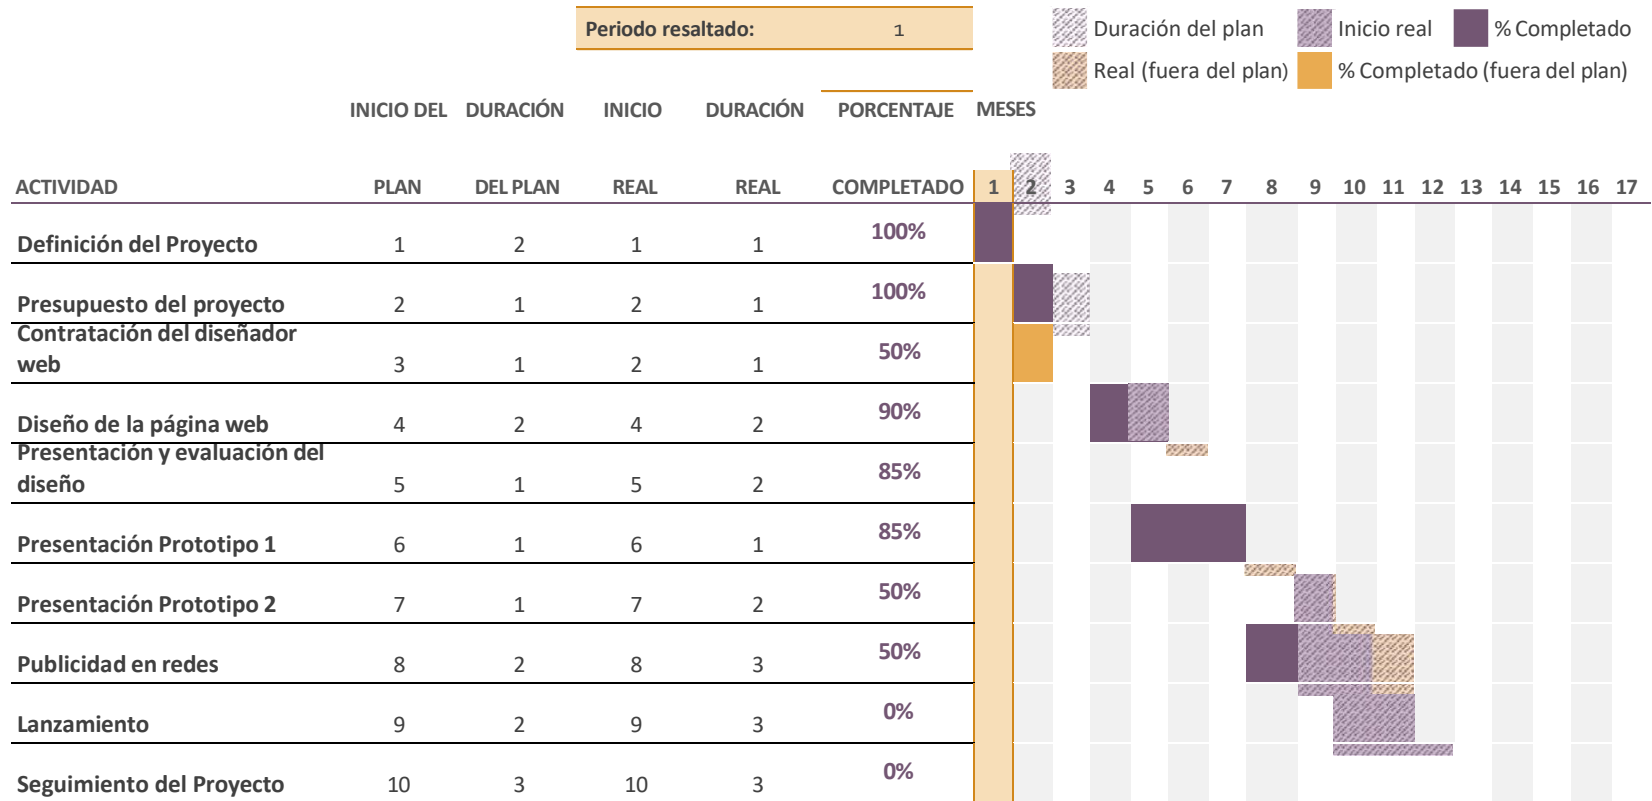 Periodo resaltado: 1
Duración del plan Inicio real % Completado
Real (fuera del plan) % Completado (fuera del plan)
INICIO DEL DURACIÓN INICIO DURACIÓN PORCENTAJE MESES
ACTIVIDAD PLAN DEL PLAN REAL REAL COMPLETADO 1 2 3 4 5 6 7 8 9 10 11 12 13 14 15 16 17
Definición del Proyecto 1 2 1 1 100%
Presupuesto del proyecto 2 1 2 1 100%
Contratación del diseñador
web 3 1 2 1 50%
Diseño de la página web 4 2 4 2 90%
Presentación y evaluación del
diseño 5 1 5 2 85%
Presentación Prototipo 1 6 1 6 1 85%
Presentación Prototipo 2 7 1 7 2 50%
Publicidad en redes 8 2 8 3 50%
Lanzamiento 9 2 9 3 0%
Seguimiento del Proyecto 10 3 10 3 0%